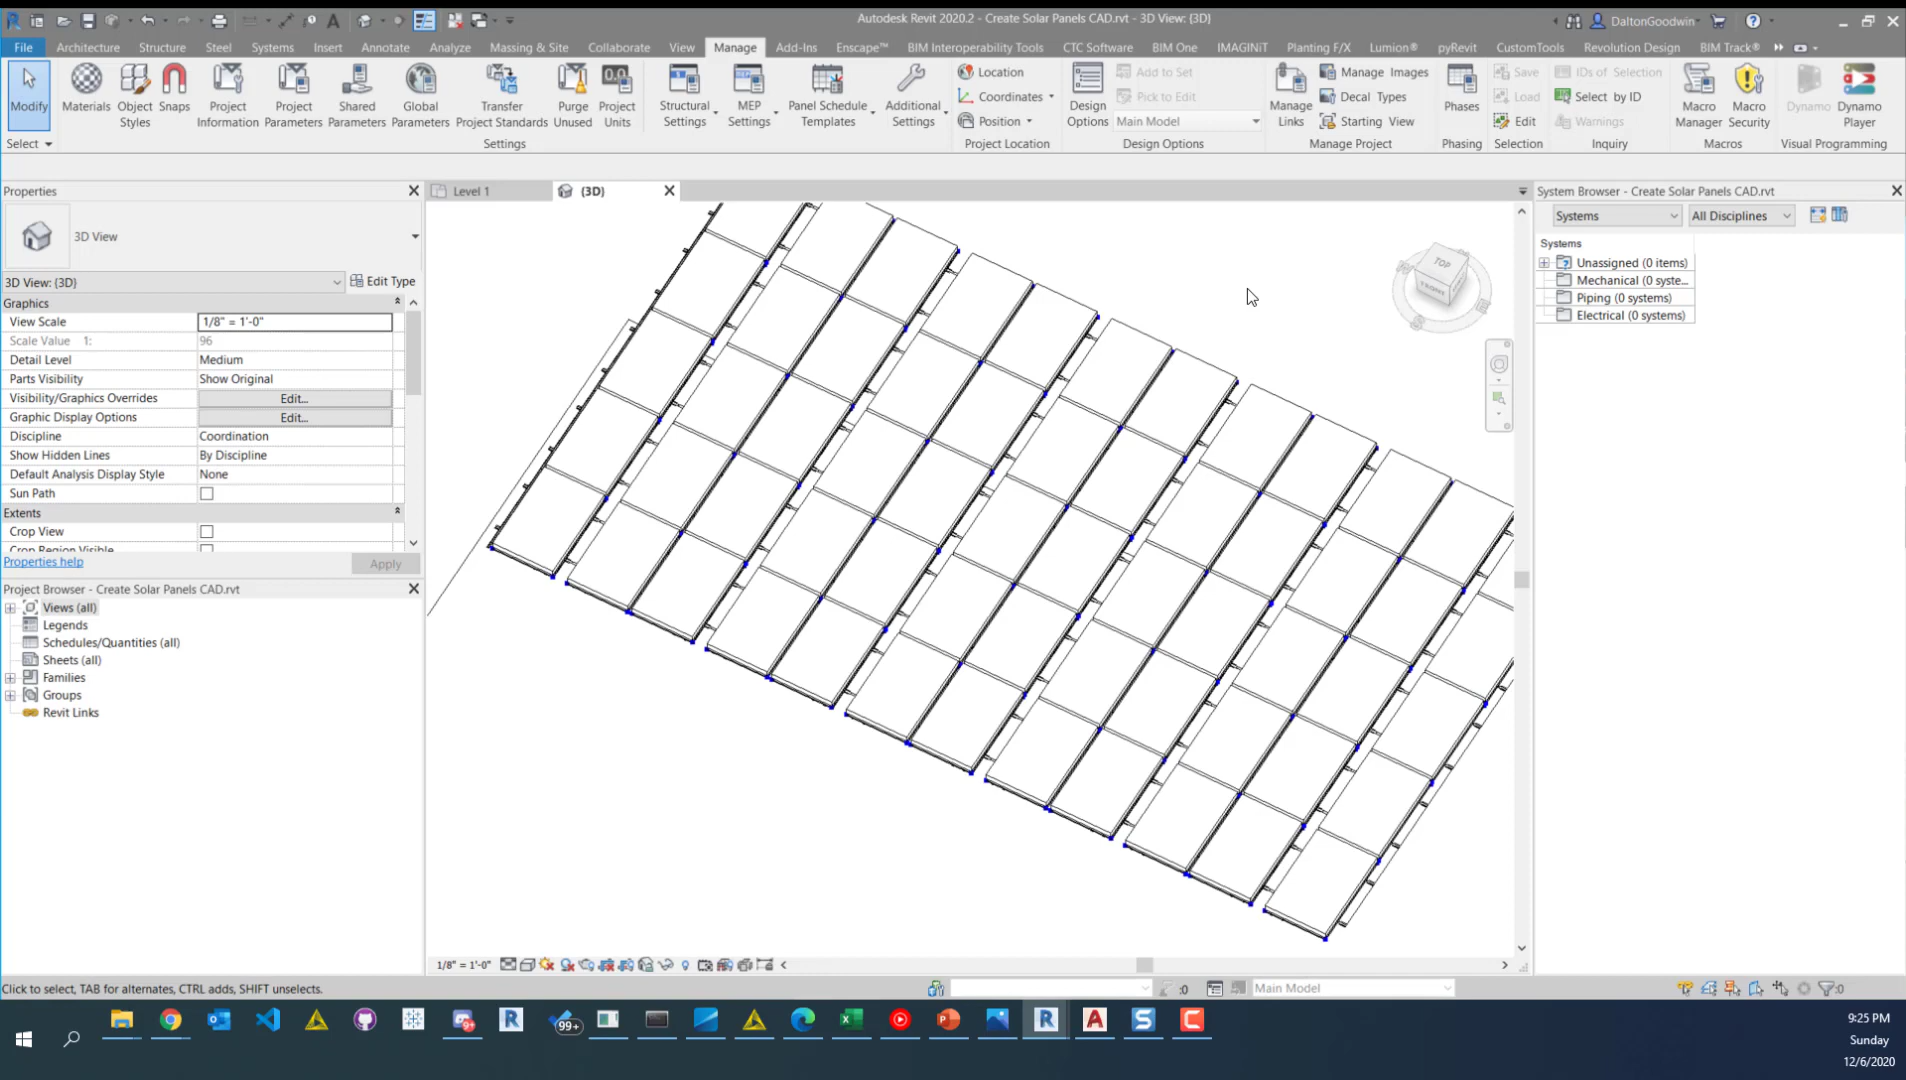 Autodesk Revit 2020.2 - Create Solar Panels CAD.rvt - 3D View: {3D}
DaltonGoodwin
File Architecture Structure Steel Systems Insert Annotate Analyze Massing & Site Collaborate View Manage Add-Ins Enscape™ BIM Interoperability Tools CTC Software BIM One IMAGINiT Planting F/X Lumion® pyRevit CustomTools Revolution Design BIM Track®
Modify
Select
Materials
Object Styles
Snaps
Project Information
Project Parameters
Shared Parameters
Global Parameters
Transfer Project Standards
Purge Unused
Project Units
Settings
Structural Settings
MEP Settings
Panel Schedule Templates
Additional Settings
Location
Coordinates
Position
Project Location
Design Options
Add to Set
Pick to Edit
Main Model
Design Options
Manage Links
Manage Images
Decal Types
Starting View
Manage Project
Phases
Phasing
Save
Load
Edit
Selection
IDs of Selection
Select by ID
Warnings
Inquiry
Macro Manager
Macro Security
Macros
Dynamo
Dynamo Player
Visual Programming
Properties
3D View
3D View: {3D}
Edit Type
Graphics
View Scale 1/8" = 1'-0"
Scale Value 1: 96
Detail Level Medium
Parts Visibility Show Original
Visibility/Graphics Overrides Edit...
Graphic Display Options Edit...
Discipline Coordination
Show Hidden Lines By Discipline
Default Analysis Display Style None
Sun Path
Extents
Crop View
Crop Region Visible
Properties help
Apply
Project Browser - Create Solar Panels CAD.rvt
Views (all)
Legends
Schedules/Quantities (all)
Sheets (all)
Families
Groups
Revit Links
Level 1
{3D}
TOP
1/8" = 1'-0"
System Browser - Create Solar Panels CAD.rvt
Systems
All Disciplines
Systems
Unassigned (0 items)
Mechanical (0 syste...
Piping (0 systems)
Electrical (0 systems)
Click to select, TAB for alternates, CTRL adds, SHIFT unselects.
:0
Main Model
:0
99+
9:25 PM
Sunday
12/6/2020